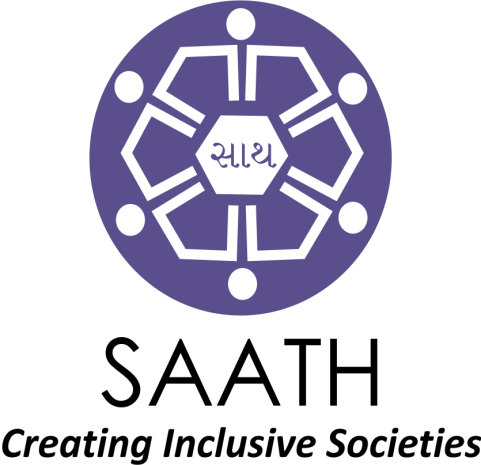 સાથ
SAATH
Creating Inclusive Societies